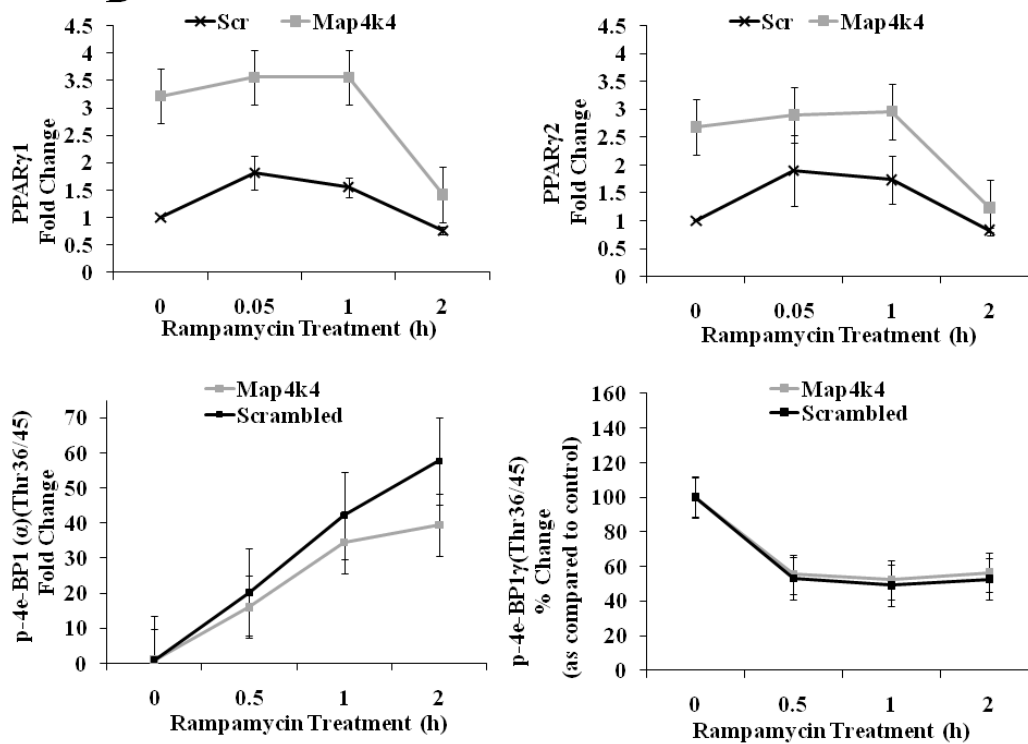 Scr Map4k4
4.5
4
3.5
3
2.5
2
1.5
1
0.5
0
PPARγ1
Fold Change
0 0.05 1 2
Rampamycin Treatment (h)
Scr Map4k4
4.5
4
3.5
3
2.5
2
1.5
1
0.5
0
PPARγ2
Fold Change
0 0.05 1 2
Rampamycin Treatment (h)
Map4k4
Scrambled
70
60
50
40
30
20
10
0
p-4e-BP1 (α)(Thr36/45)
Fold Change
0 0.5 1 2
Rampamycin Treatment (h)
Map4k4
Scrambled
160
140
120
100
80
60
40
20
0
p-4e-BP1γ(Thr36/45)
% Change
(as compared to control)
0 0.5 1 2
Rampamycin Treatment (h)